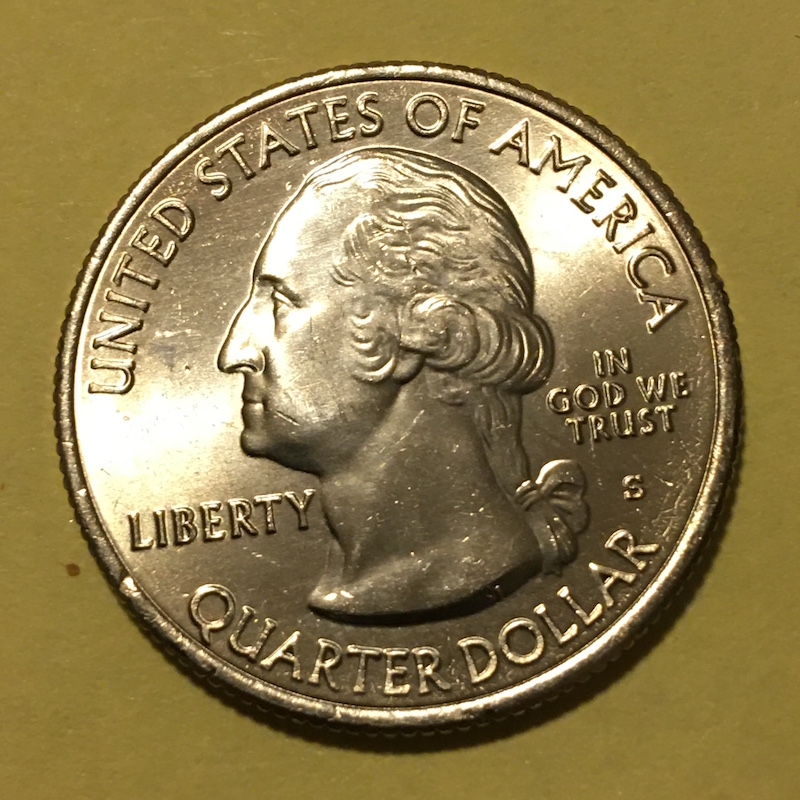 UNITED STATES OF AMERICA
IN
GOD WE
TRUST
S
LIBERTY
QUARTER DOLLAR